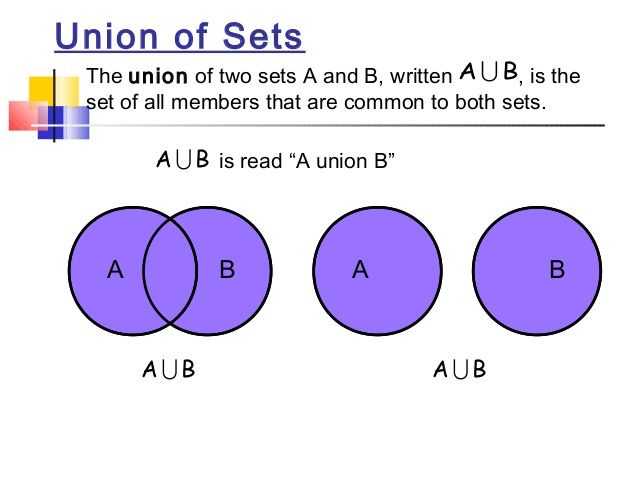 Union of Sets
The union of two sets A and B, written A ⋃ B, is the
set of all members that are common to both sets.
A ⋃ B is read “A union B”
A B A B
A ⋃ B A ⋃ B